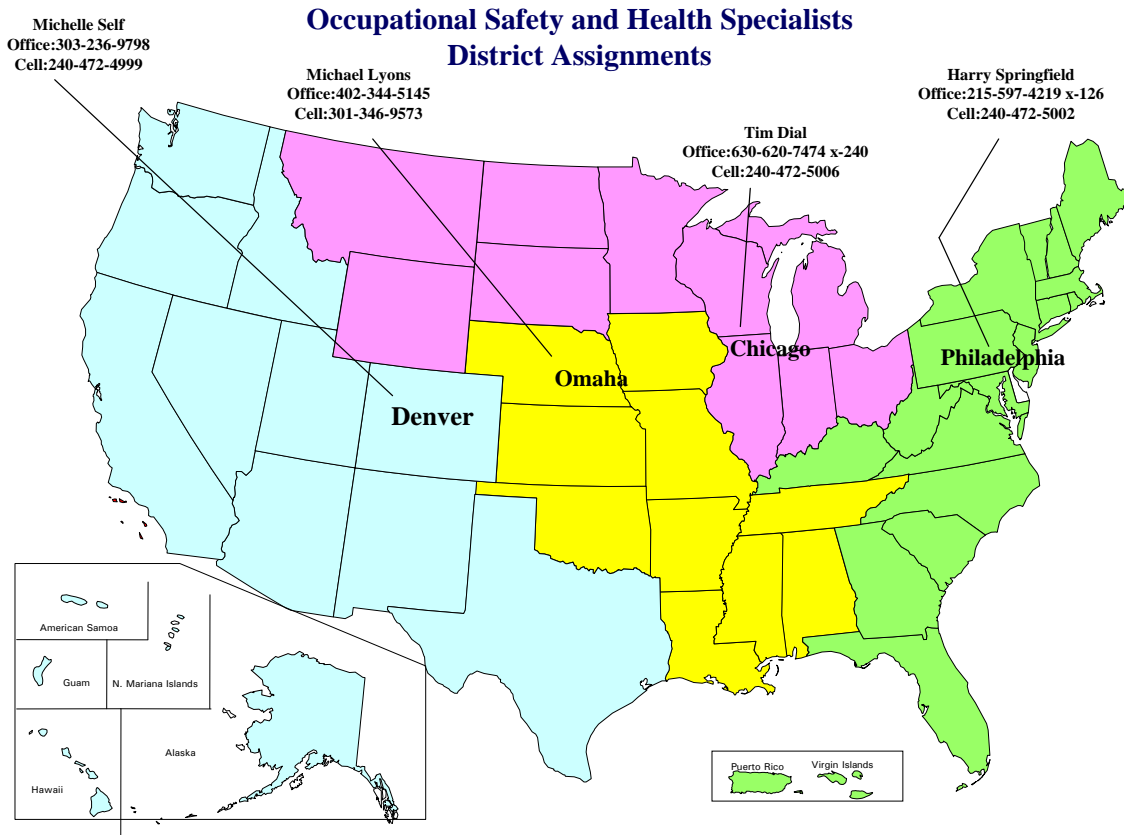 Occupational Safety and Health Specialists
District Assignments
Michelle Self
Office:303-236-9798
Cell:240-472-4999
Michael Lyons
Office:402-344-5145
Cell:301-346-9573
Tim Dial
Office:630-620-7474 x-240
Cell:240-472-5006
Harry Springfield
Office:215-597-4219 x-126
Cell:240-472-5002
Chicago
Philadelphia
Omaha
Denver
American Samoa
Guam
N. Mariana Islands
Alaska
Hawaii
Puerto Rico
Virgin Islands